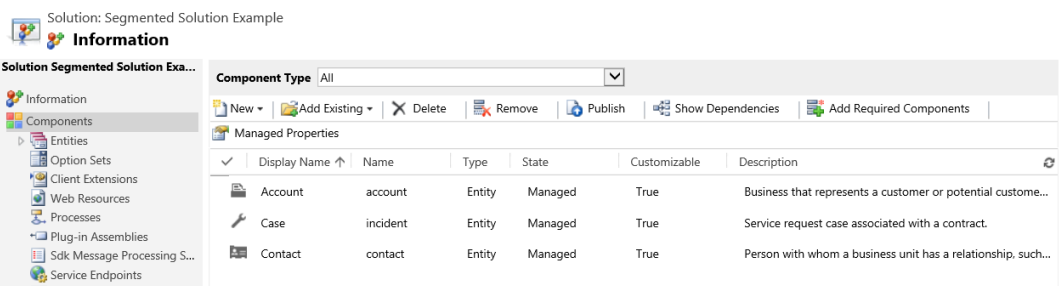 Solution: Segmented Solution Example
Information
Solution Segmented Solution Exa...
Information
Components
Entities
Option Sets
Client Extensions
Web Resources
Processes
Plug-in Assemblies
Sdk Message Processing S...
Service Endpoints
Component Type All
New Add Existing Delete Remove Publish Show Dependencies Add Required Components
Managed Properties
Display Name Name Type State Customizable Description
Account account Entity Managed True Business that represents a customer or potential custome...
Case incident Entity Managed True Service request case associated with a contract.
Contact contact Entity Managed True Person with whom a business unit has a relationship, such...